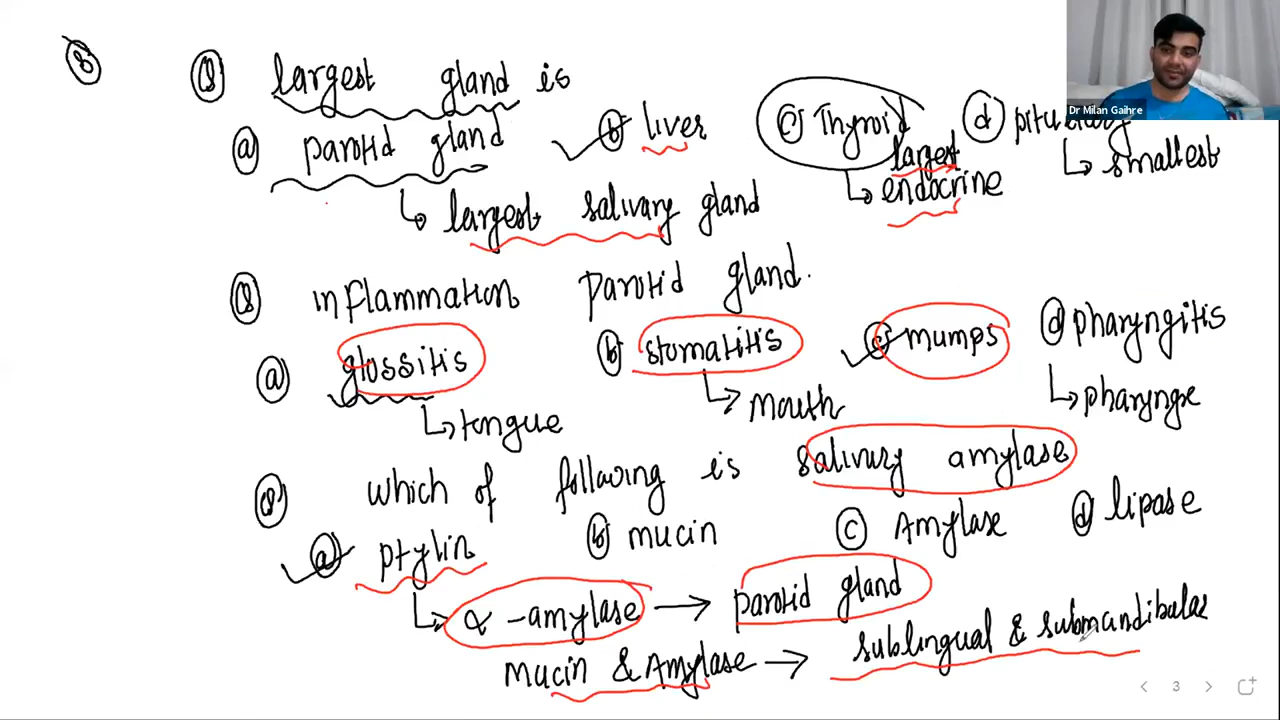 8
Q largest gland is
a parotid gland b liver c Thyroid d pituitary
largest salivary gland largest endocrine smallest
Q inflammation parotid gland.
a glossitis b stomatitis c mumps d pharyngitis
tongue mouth pharynge
Q which of following is salivury amylase
a ptylin b mucin c Amylase d lipase
α-amylase → parotid gland
Mucin & Amylase → sublingual & submandibular
Dr Milan Gaihre
3